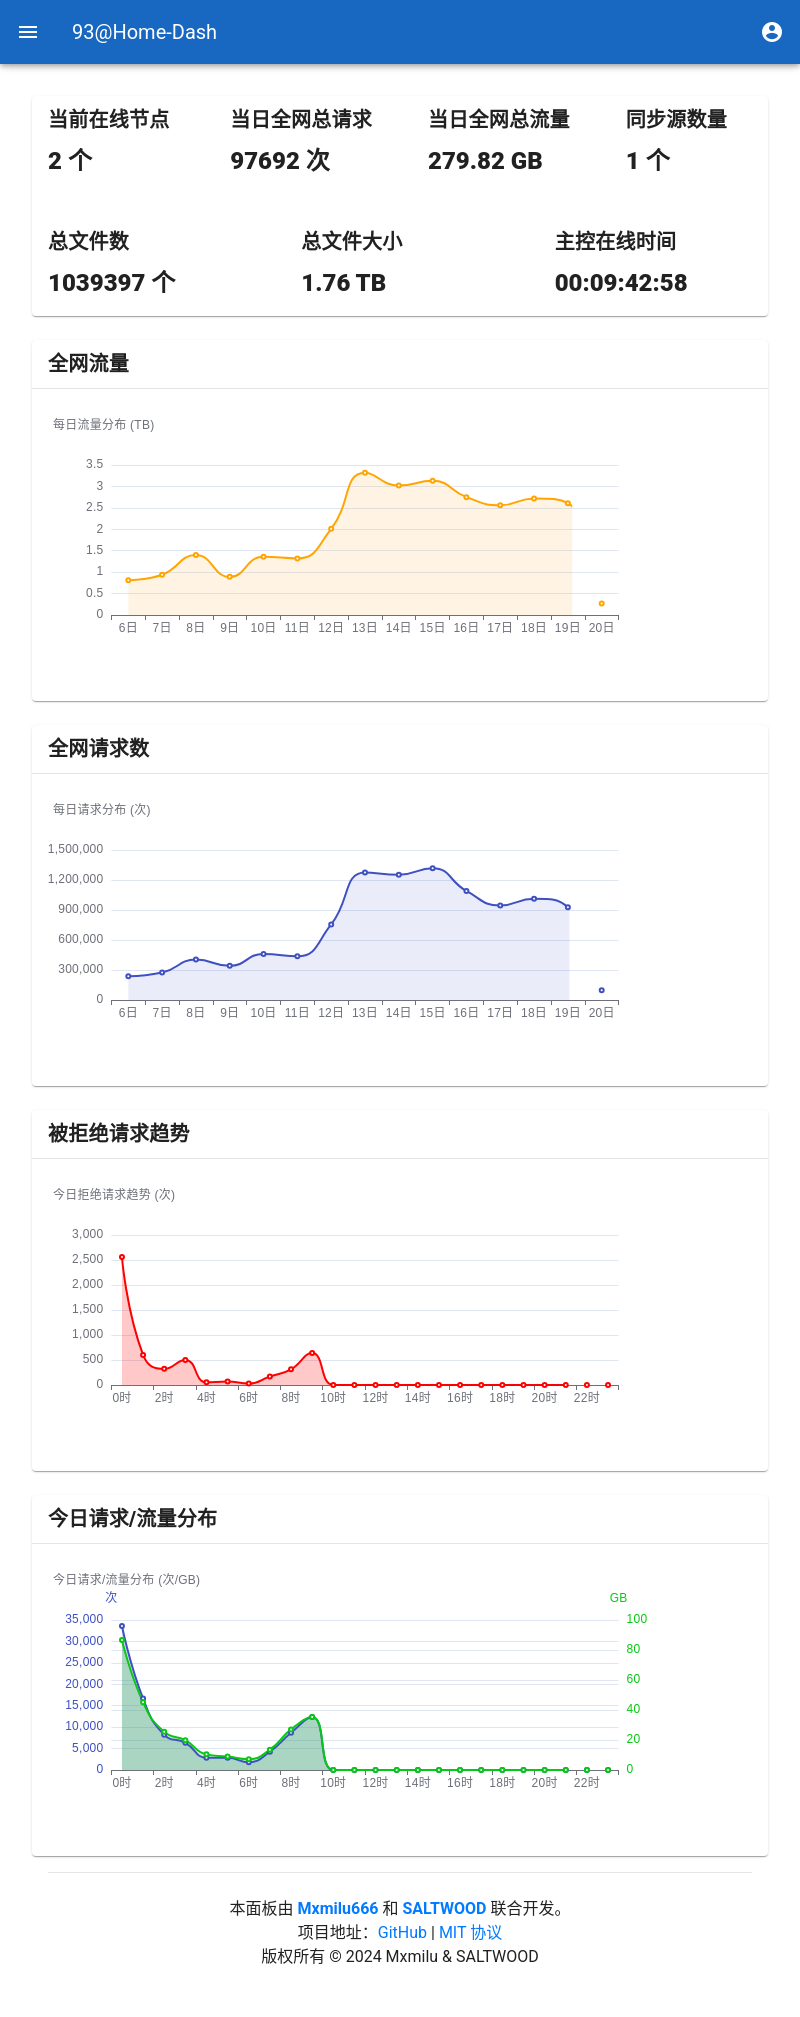 93@Home-Dash
当前在线节点 当日全网总请求 当日全网总流量 同步源数量
2 个 97692 次 279.82 GB 1 个
总文件数 总文件大小 主控在线时间
1039397 个 1.76 TB 00:09:42:58
全网流量
每日流量分布 (TB)
3.5
3
2.5
2
1.5
1
0.5
0
6日 7日 8日 9日 10日 11日 12日 13日 14日 15日 16日 17日 18日 19日 20日
全网请求数
每日请求分布 (次)
1,500,000
1,200,000
900,000
600,000
300,000
0
6日 7日 8日 9日 10日 11日 12日 13日 14日 15日 16日 17日 18日 19日 20日
被拒绝请求趋势
今日拒绝请求趋势 (次)
3,000
2,500
2,000
1,500
1,000
500
0
0时 2时 4时 6时 8时 10时 12时 14时 16时 18时 20时 22时
今日请求/流量分布
今日请求/流量分布 (次/GB)
次 GB
35,000 100
30,000
25,000 80
20,000 60
15,000 40
10,000
5,000 20
0 0
0时 2时 4时 6时 8时 10时 12时 14时 16时 18时 20时 22时
本面板由 Mxmilu666 和 SALTWOOD 联合开发。
项目地址：GitHub | MIT 协议
版权所有 © 2024 Mxmilu & SALTWOOD